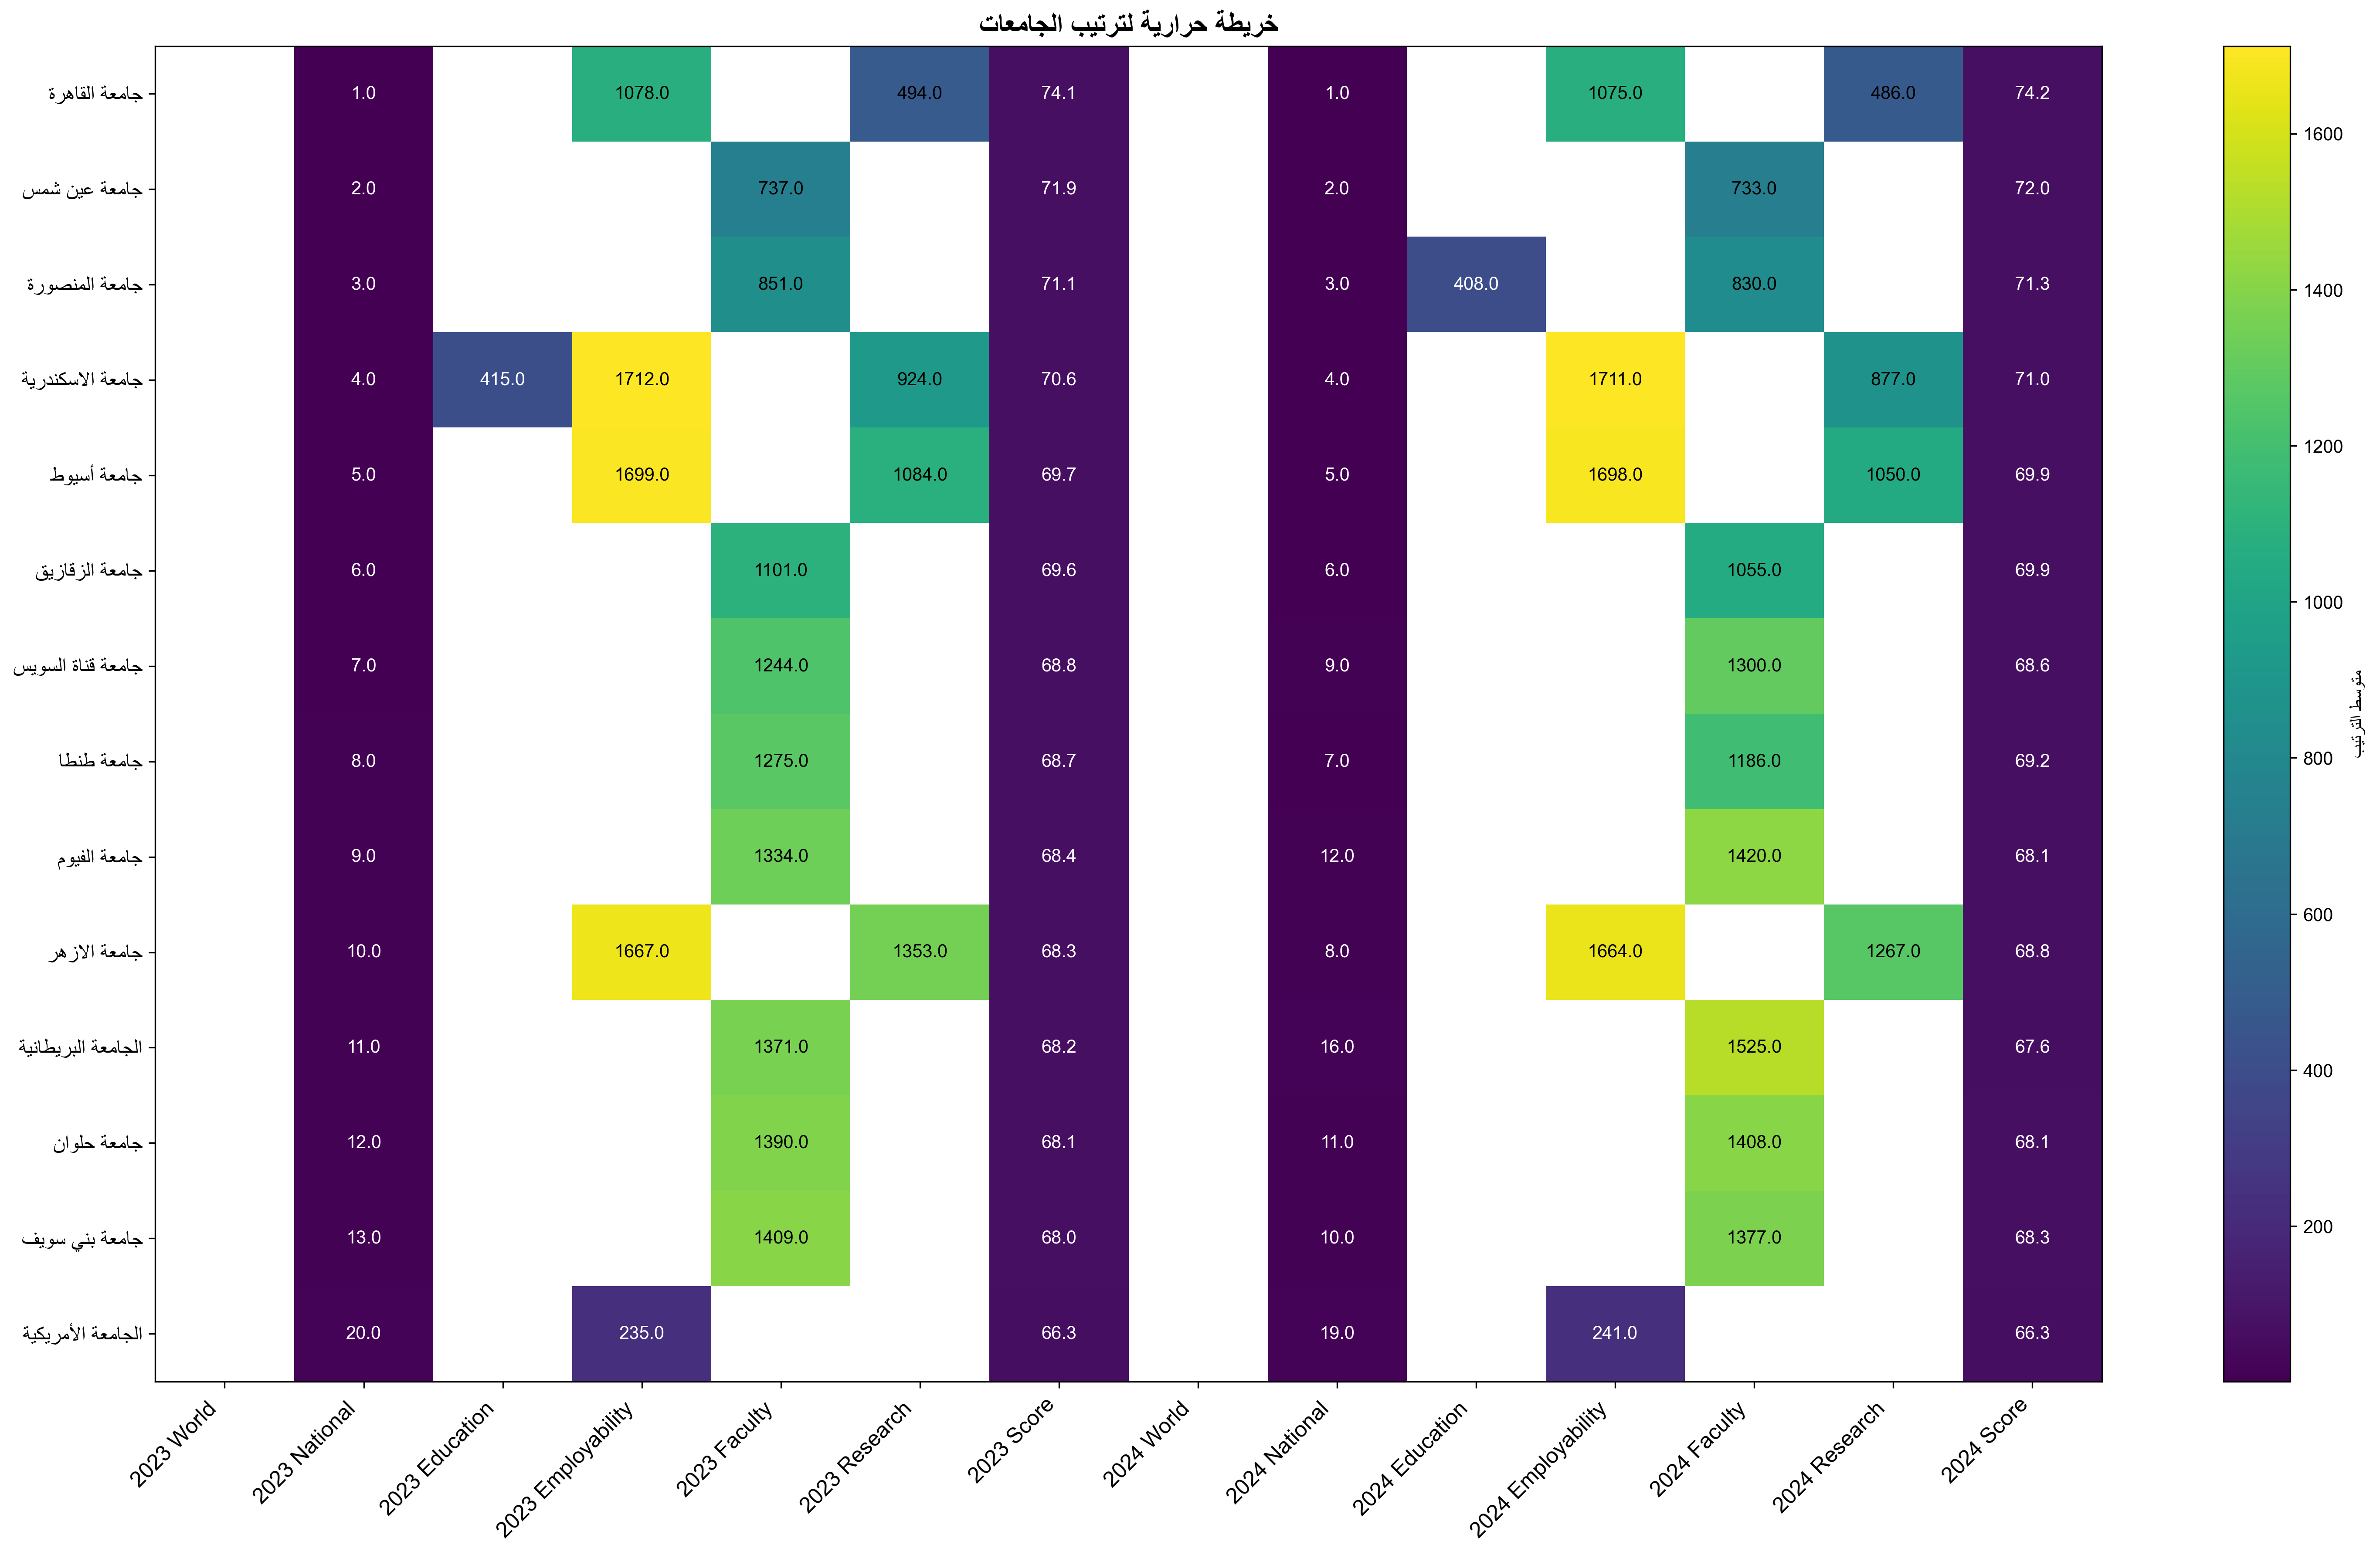 خريطة حرارية لترتيب الجامعات
جامعة القاهرة 1.0 1078.0 494.0 74.1 1.0 1075.0 486.0 74.2
جامعة عين شمس 2.0 737.0 71.9 2.0 733.0 72.0
جامعة المنصورة 3.0 851.0 71.1 3.0 408.0 830.0 71.3
جامعة الاسكندرية 4.0 415.0 1712.0 924.0 70.6 4.0 1711.0 877.0 71.0
جامعة أسيوط 5.0 1699.0 1084.0 69.7 5.0 1698.0 1050.0 69.9
جامعة الزقازيق 6.0 1101.0 69.6 6.0 1055.0 69.9
جامعة قناة السويس 7.0 1244.0 68.8 9.0 1300.0 68.6
جامعة طنطا 8.0 1275.0 68.7 7.0 1186.0 69.2
جامعة الفيوم 9.0 1334.0 68.4 12.0 1420.0 68.1
جامعة الازهر 10.0 1667.0 1353.0 68.3 8.0 1664.0 1267.0 68.8
الجامعة البريطانية 11.0 1371.0 68.2 16.0 1525.0 67.6
جامعة حلوان 12.0 1390.0 68.1 11.0 1408.0 68.1
جامعة بني سويف 13.0 1409.0 68.0 10.0 1377.0 68.3
الجامعة الأمريكية 20.0 235.0 66.3 19.0 241.0 66.3
2023 World
2023 National
2023 Education
2023 Employability
2023 Faculty
2023 Research
2023 Score
2024 World
2024 National
2024 Education
2024 Employability
2024 Faculty
2024 Research
2024 Score
1600
1400
1200
1000
800
600
400
200
متوسط الترتيب